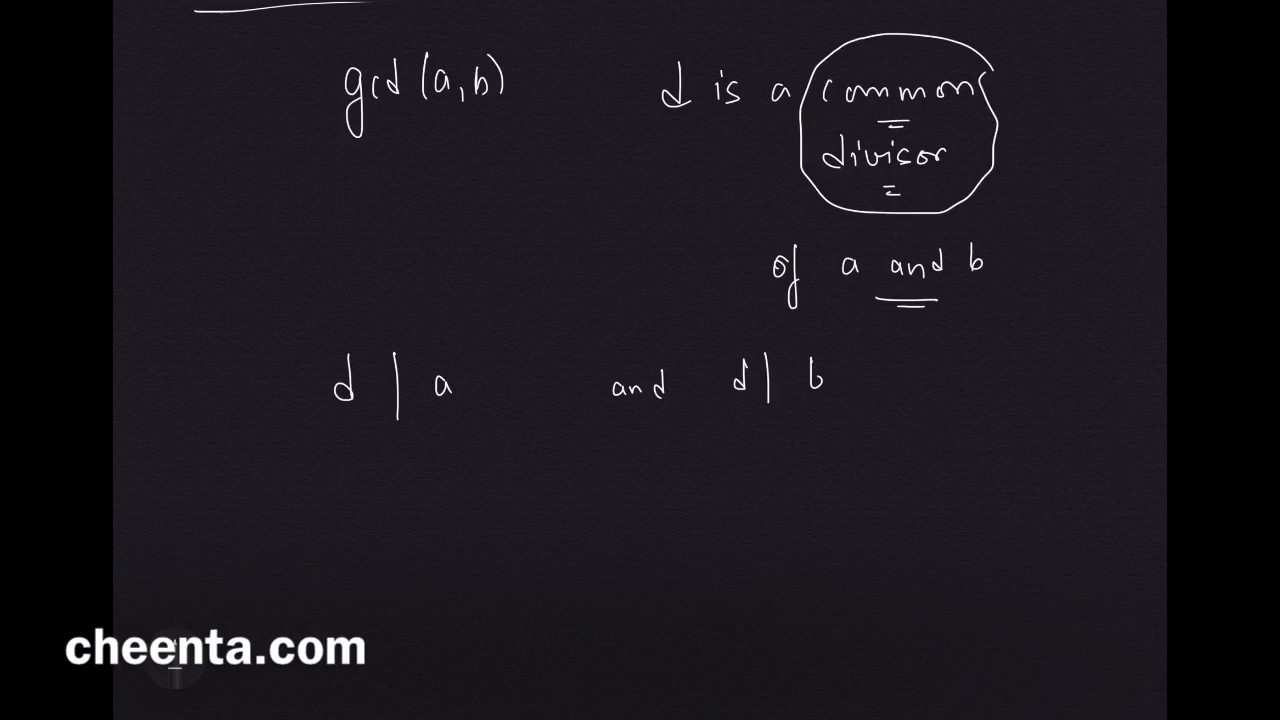 gcd (a,b) d is a common
divisor
of a and b
d | a and d | b
cheenta.com